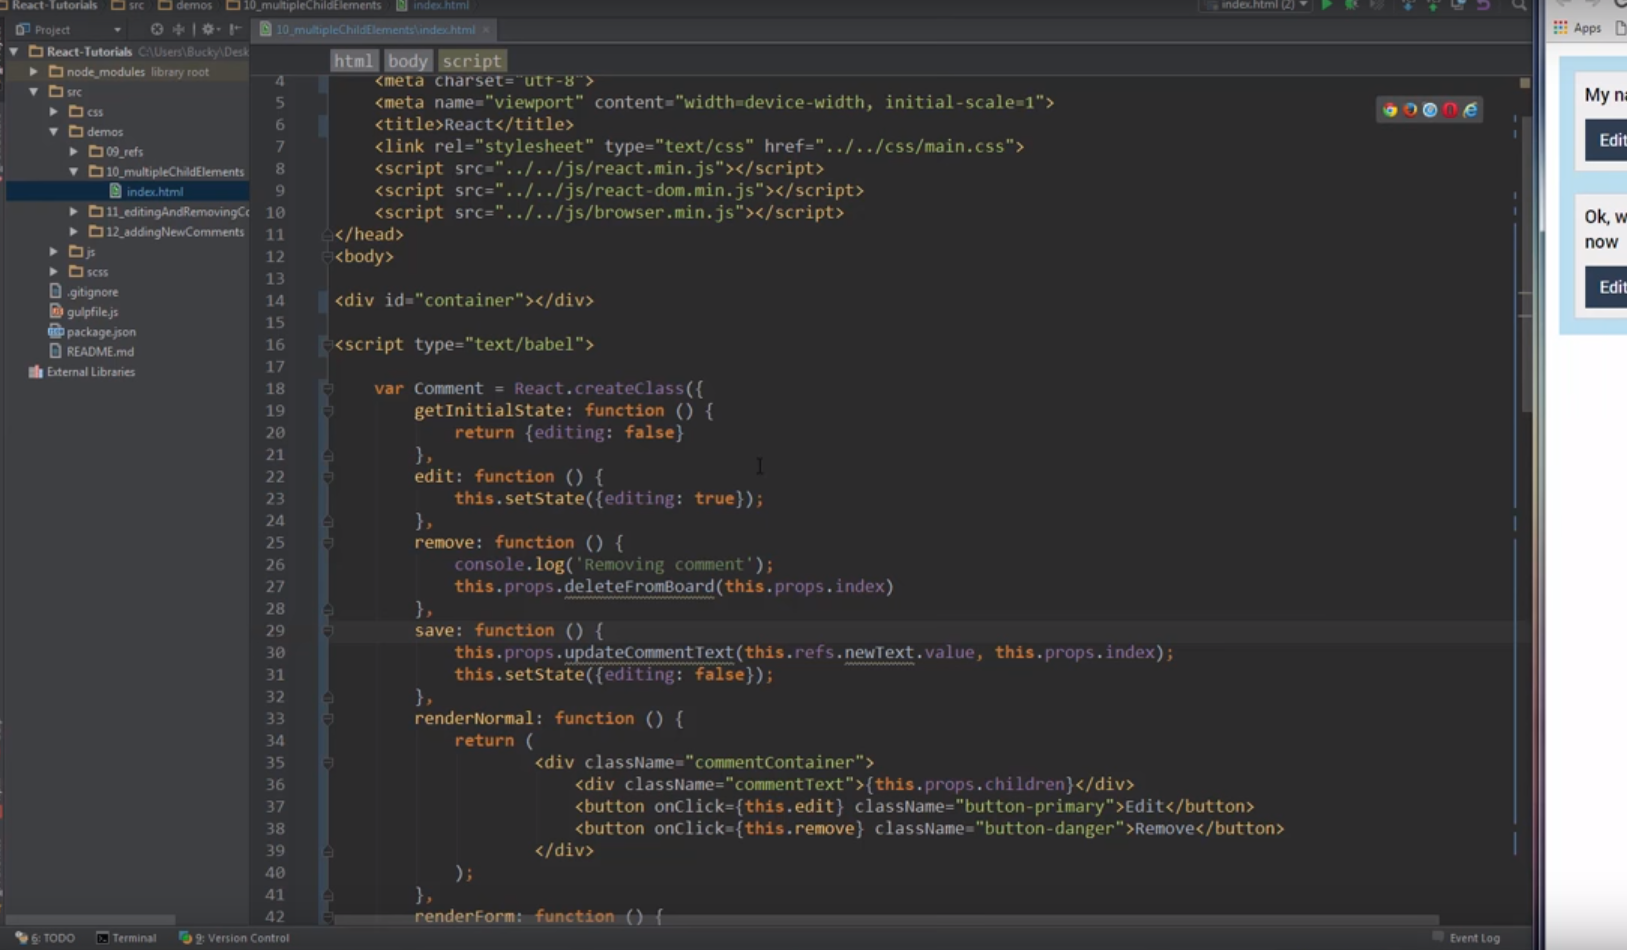 React-Tutorials src demos 10_multipleChildElements index.html
index.html (2)
Project
10_multipleChildElements\index.html
React-Tutorials C:\Users\Bucky\Desk
node_modules library root
src
css
demos
09_refs
10_multipleChildElements
index.html
11_editingAndRemovingCo
12_addingNewComments
js
scss
.gitignore
gulpfile.js
package.json
README.md
External Libraries
html body script
4 <meta charset="utf-8">
5 <meta name="viewport" content="width=device-width, initial-scale=1">
6 <title>React</title>
7 <link rel="stylesheet" type="text/css" href="../../css/main.css">
8 <script src="../../js/react.min.js"></script>
9 <script src="../../js/react-dom.min.js"></script>
10 <script src="../../js/browser.min.js"></script>
11 </head>
12 <body>
13
14 <div id="container"></div>
15
16 <script type="text/babel">
17
18 var Comment = React.createClass({
19 getInitialState: function () {
20 return {editing: false}
21 },
22 edit: function () {
23 this.setState({editing: true});
24 },
25 remove: function () {
26 console.log('Removing comment');
27 this.props.deleteFromBoard(this.props.index)
28 },
29 save: function () {
30 this.props.updateCommentText(this.refs.newText.value, this.props.index);
31 this.setState({editing: false});
32 },
33 renderNormal: function () {
34 return (
35 <div className="commentContainer">
36 <div className="commentText">{this.props.children}</div>
37 <button onClick={this.edit} className="button-primary">Edit</button>
38 <button onClick={this.remove} className="button-danger">Remove</button>
39 </div>
40 );
41 },
42 renderForm: function () {
Apps
My na
Edit
Ok, w
now
Edit
6: TODO Terminal 9: Version Control Event Log